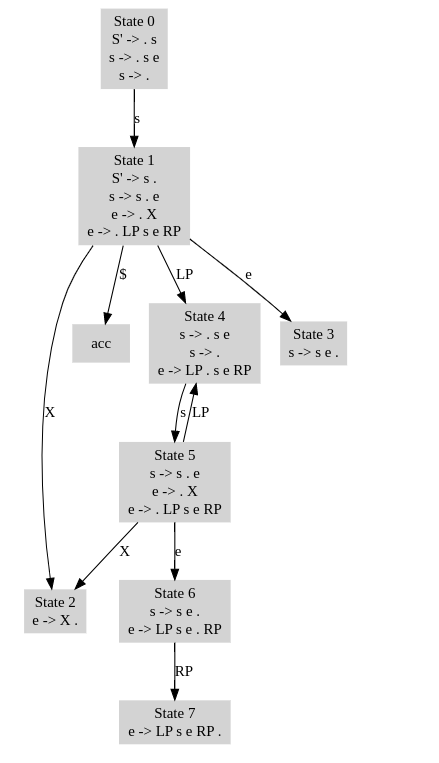 State 0
S' -> . s
s -> . s e
s -> .
s
State 1
S' -> s .
s -> s . e
e -> . X
e -> . LP s e RP
$
LP
e
State 4
s -> . s e
s -> .
e -> LP . s e RP
acc
State 3
s -> s e .
X
s
LP
State 5
s -> s . e
e -> . X
e -> . LP s e RP
X
e
State 2
e -> X .
State 6
s -> s e .
e -> LP s e . RP
RP
State 7
e -> LP s e RP .